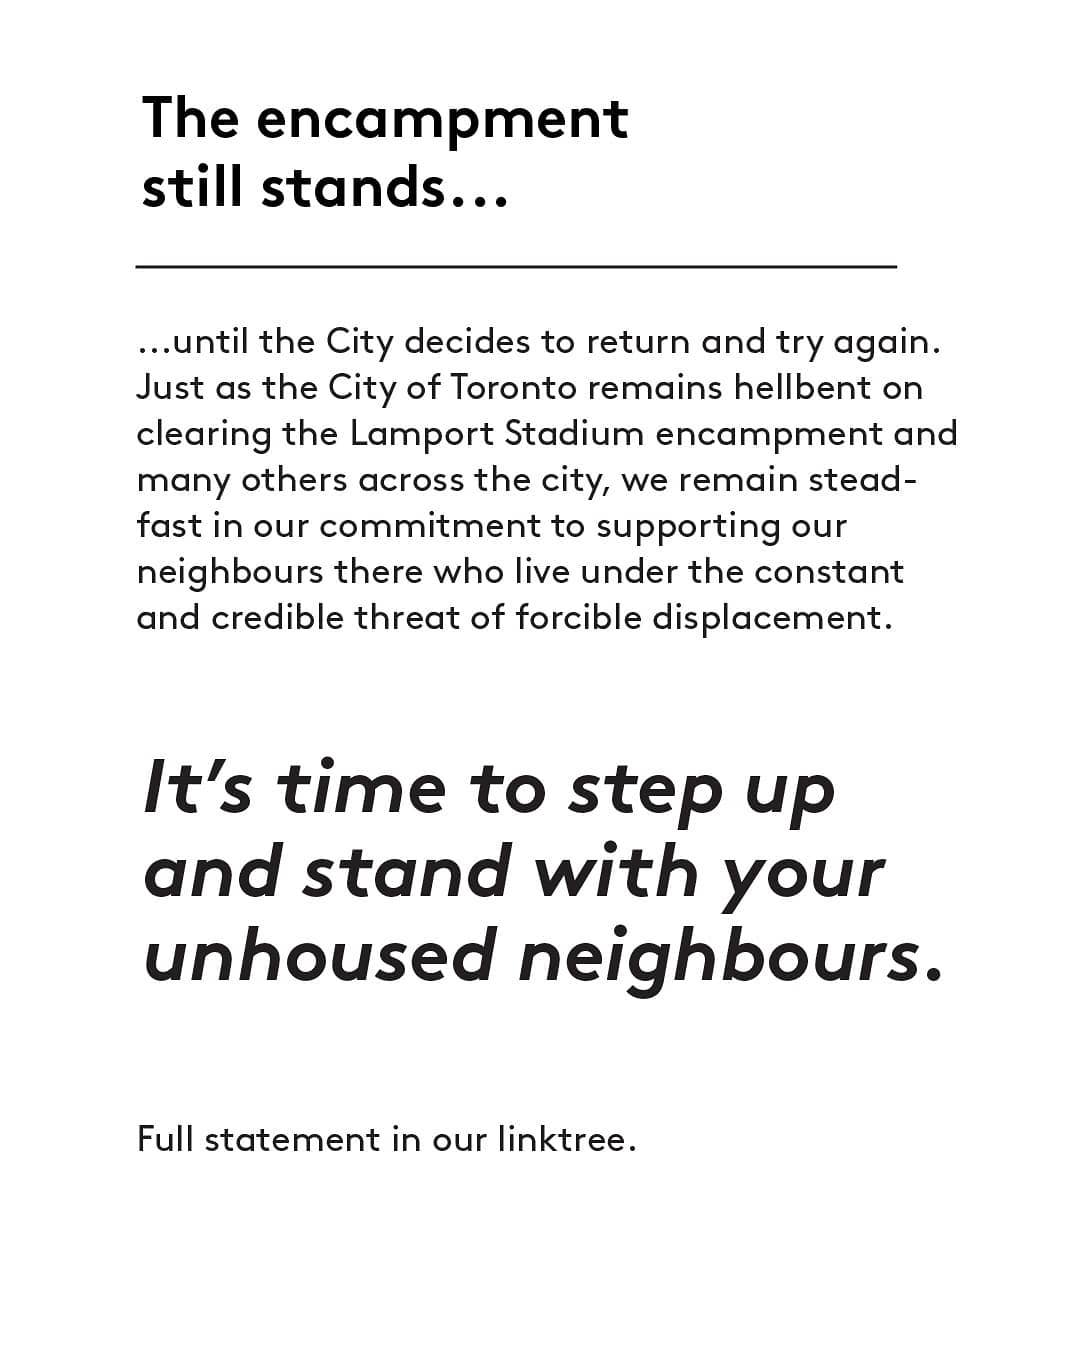 The encampment
still stands...
...until the City decides to return and try again.
Just as the City of Toronto remains hellbent on
clearing the Lamport Stadium encampment and
many others across the city, we remain stead-
fast in our commitment to supporting our
neighbours there who live under the constant
and credible threat of forcible displacement.
It’s time to step up
and stand with your
unhoused neighbours.
Full statement in our linktree.